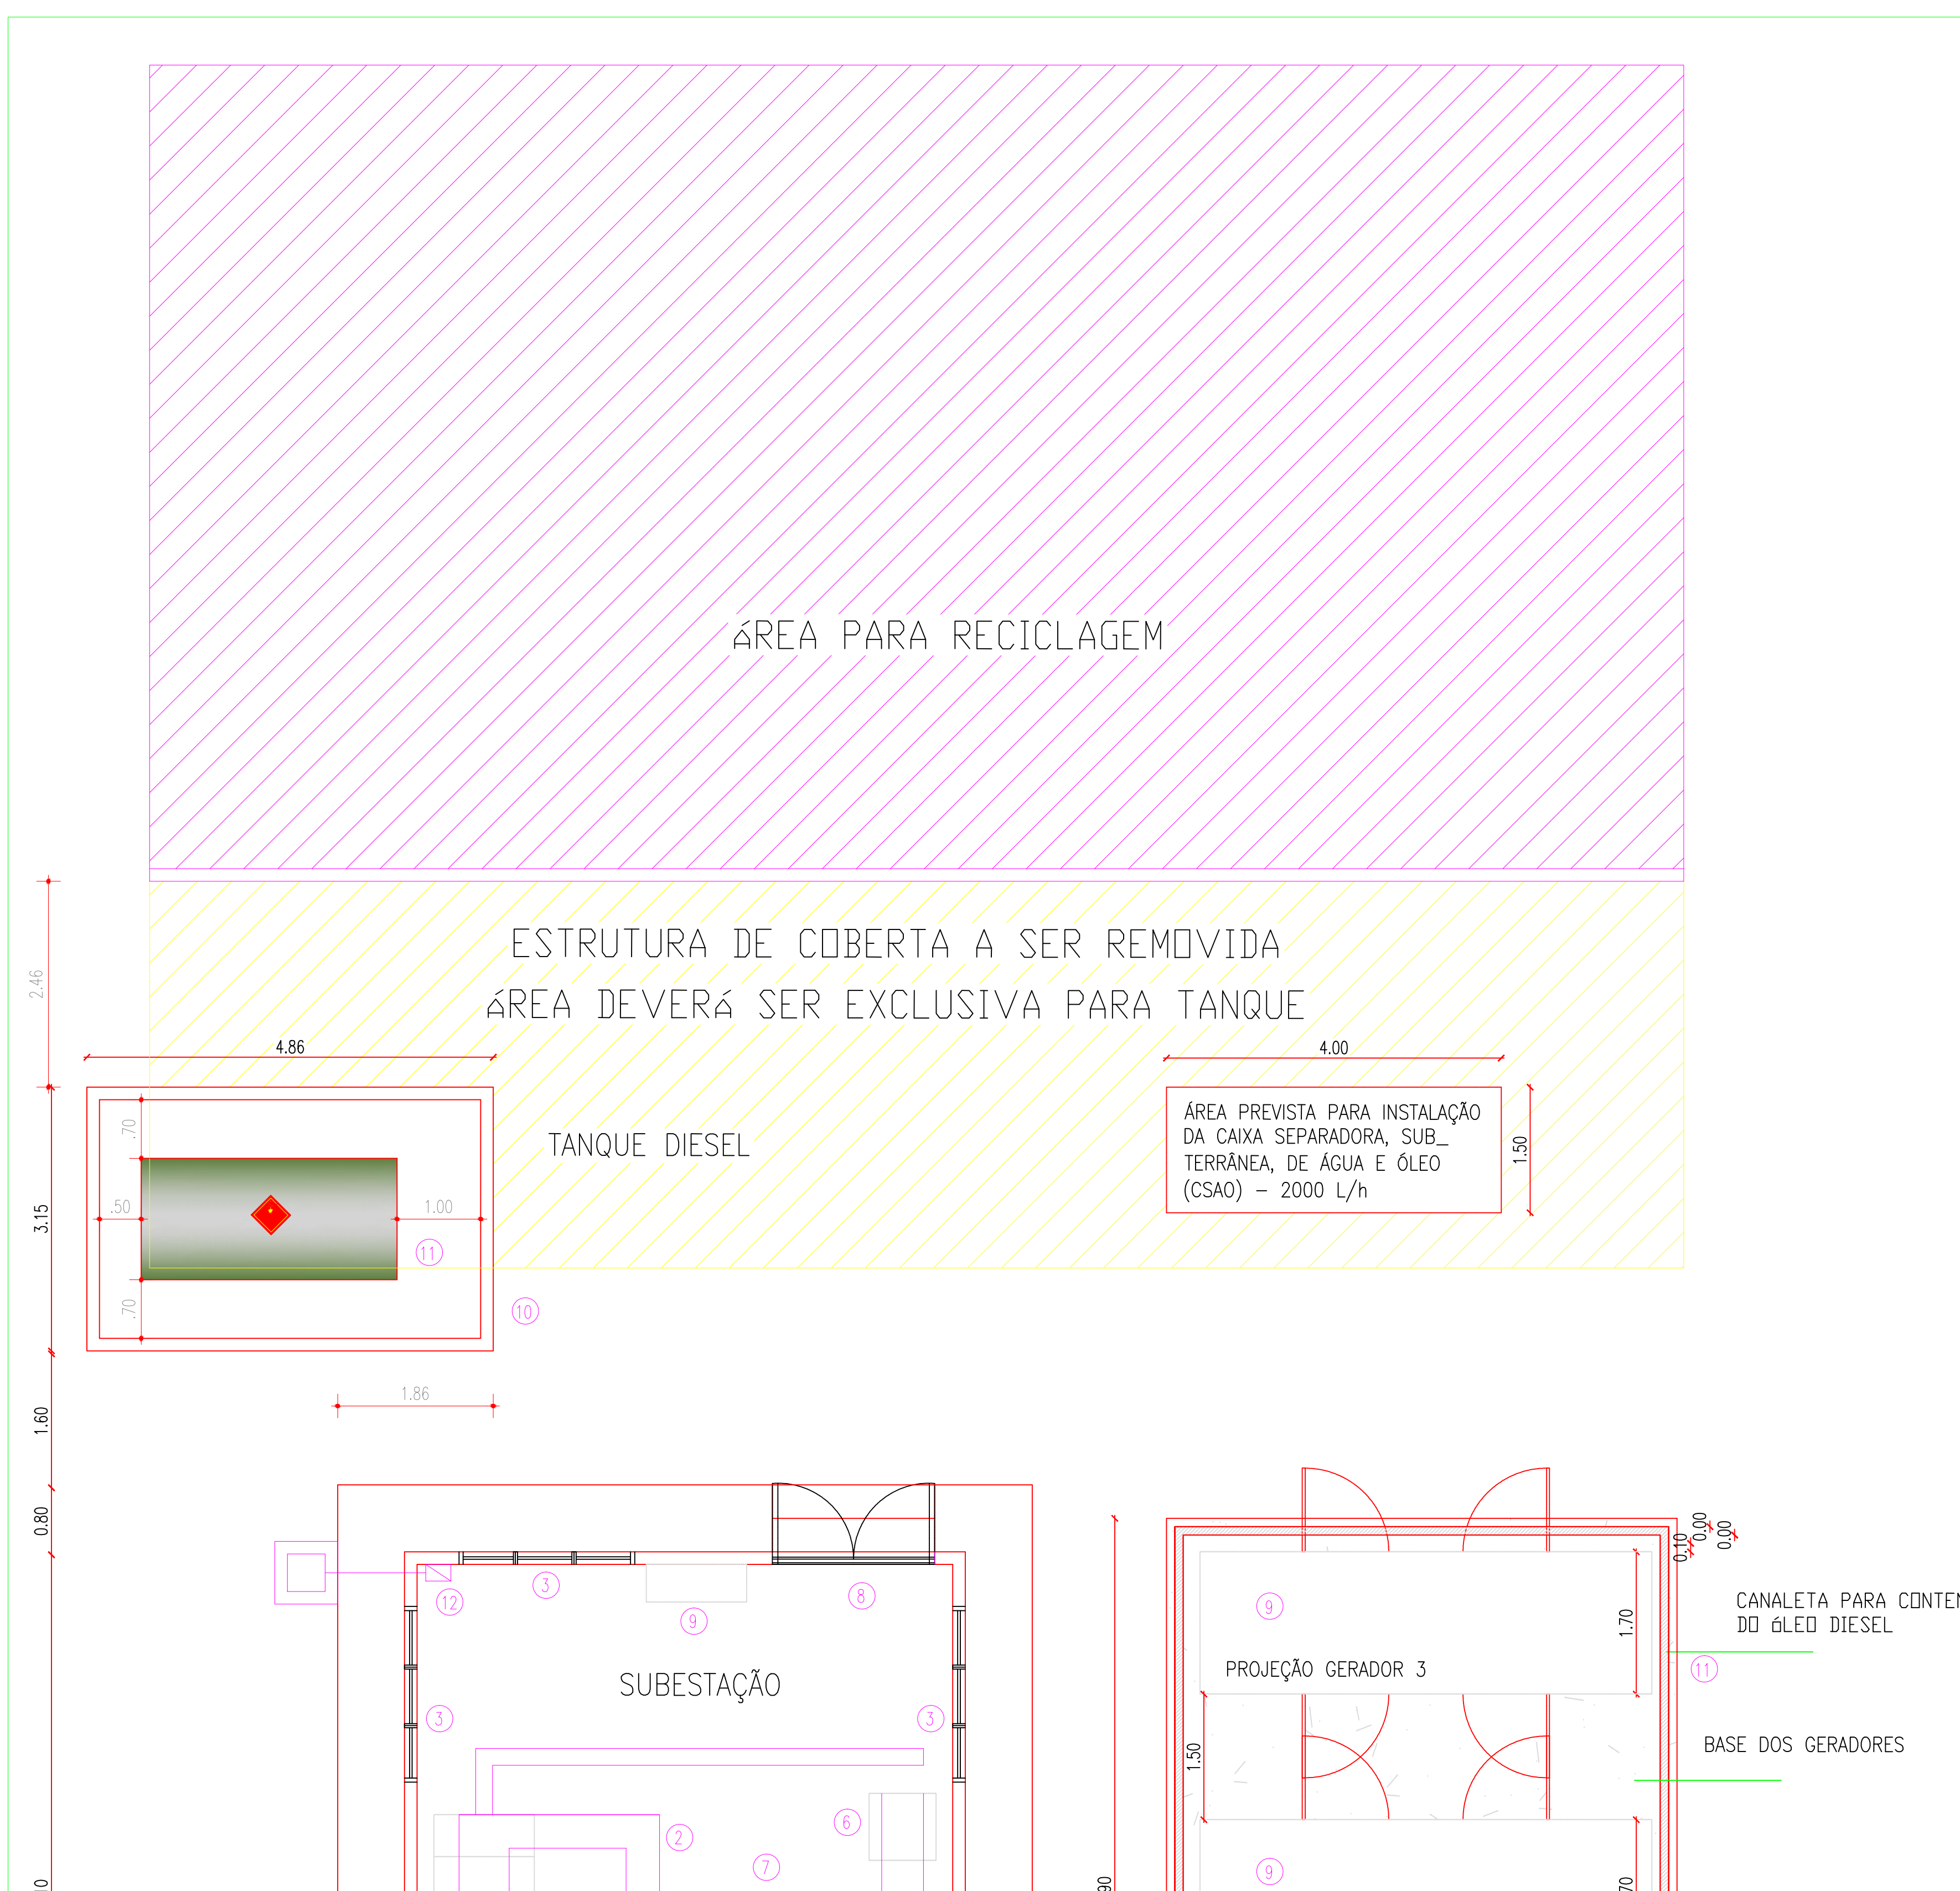 áREA PARA RECICLAGEM
ESTRUTURA DE COBERTA A SER REMOVIDA
áREA DEVERá SER EXCLUSIVA PARA TANQUE
2.46
4.86
4.00
.70
TANQUE DIESEL
ÁREA PREVISTA PARA INSTALAÇÃO
DA CAIXA SEPARADORA, SUB_
TERRÂNEA, DE ÁGUA E ÓLEO
(CSAO) – 2000 L/h
1.50
3.15
.50
1.00
11
.70
10
1.86
1.60
0.80
0.10
0.00
0.00
12
3
9
8
9
1.70
CANALETA PARA CONTEN
DO óLEO DIESEL
SUBESTAÇÃO
PROJEÇÃO GERADOR 3
11
3
3
1.50
BASE DOS GERADORES
2
6
7
9
10
90
70